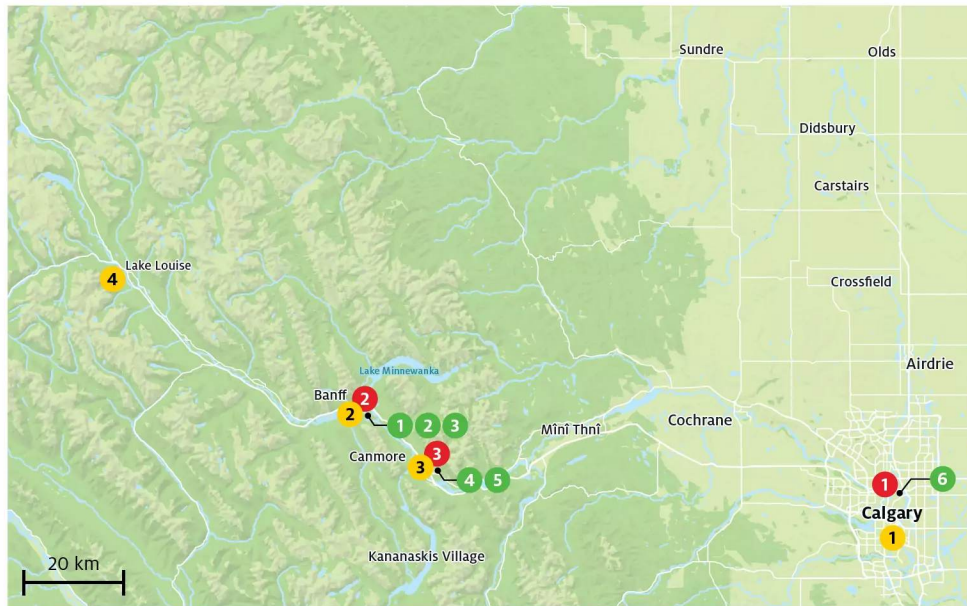 Sundre
Olds
Didsbury
Carstairs
4
Lake Louise
Crossfield
Airdrie
Lake Minnewanka
Banff
2
2
1 2 3
Cochrane
Mînî Thnî
Canmore
3
3
4 5
1
6
Calgary
1
Kananaskis Village
20 km